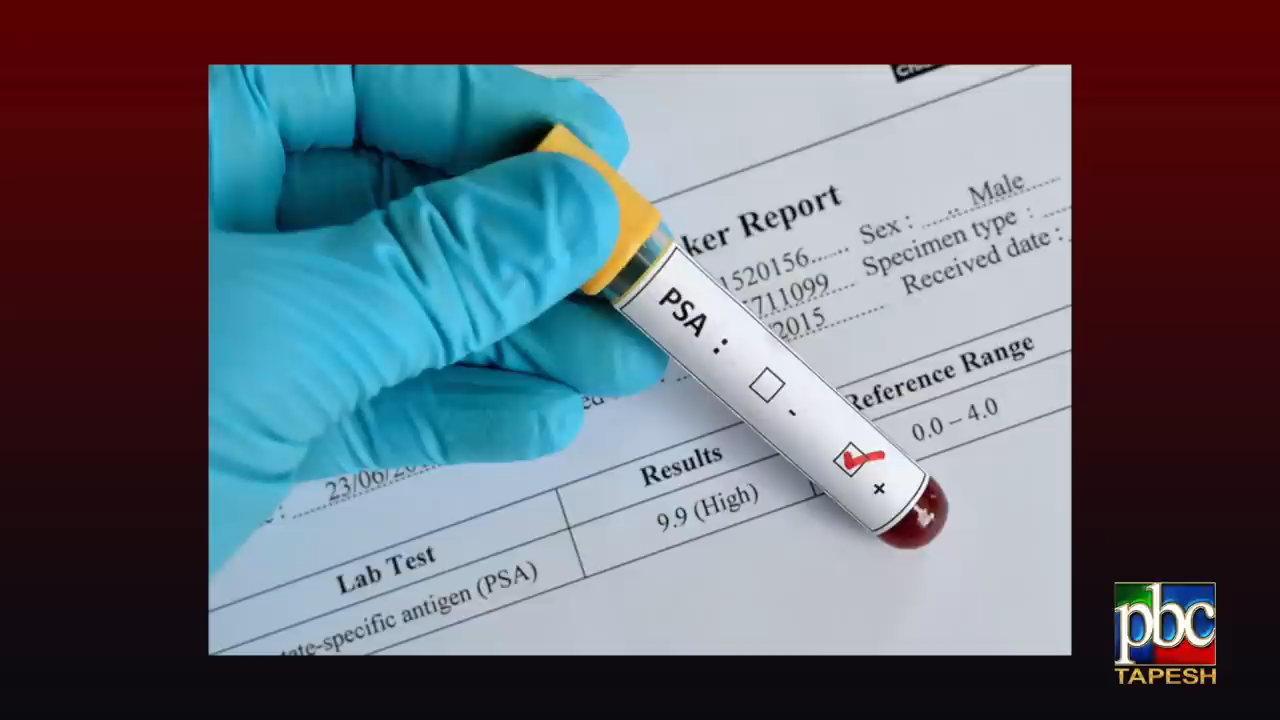 ker Report
1520156...... Sex : ...... .. Male ......
711099..... Specimen type : .....
/2015 ............... Received date :
23/06/20
Lab Test
Results
Reference Range
tate-specific antigen (PSA)
9.9 (High)
0.0 – 4.0
PSA :
-
+
pbc
TAPESH